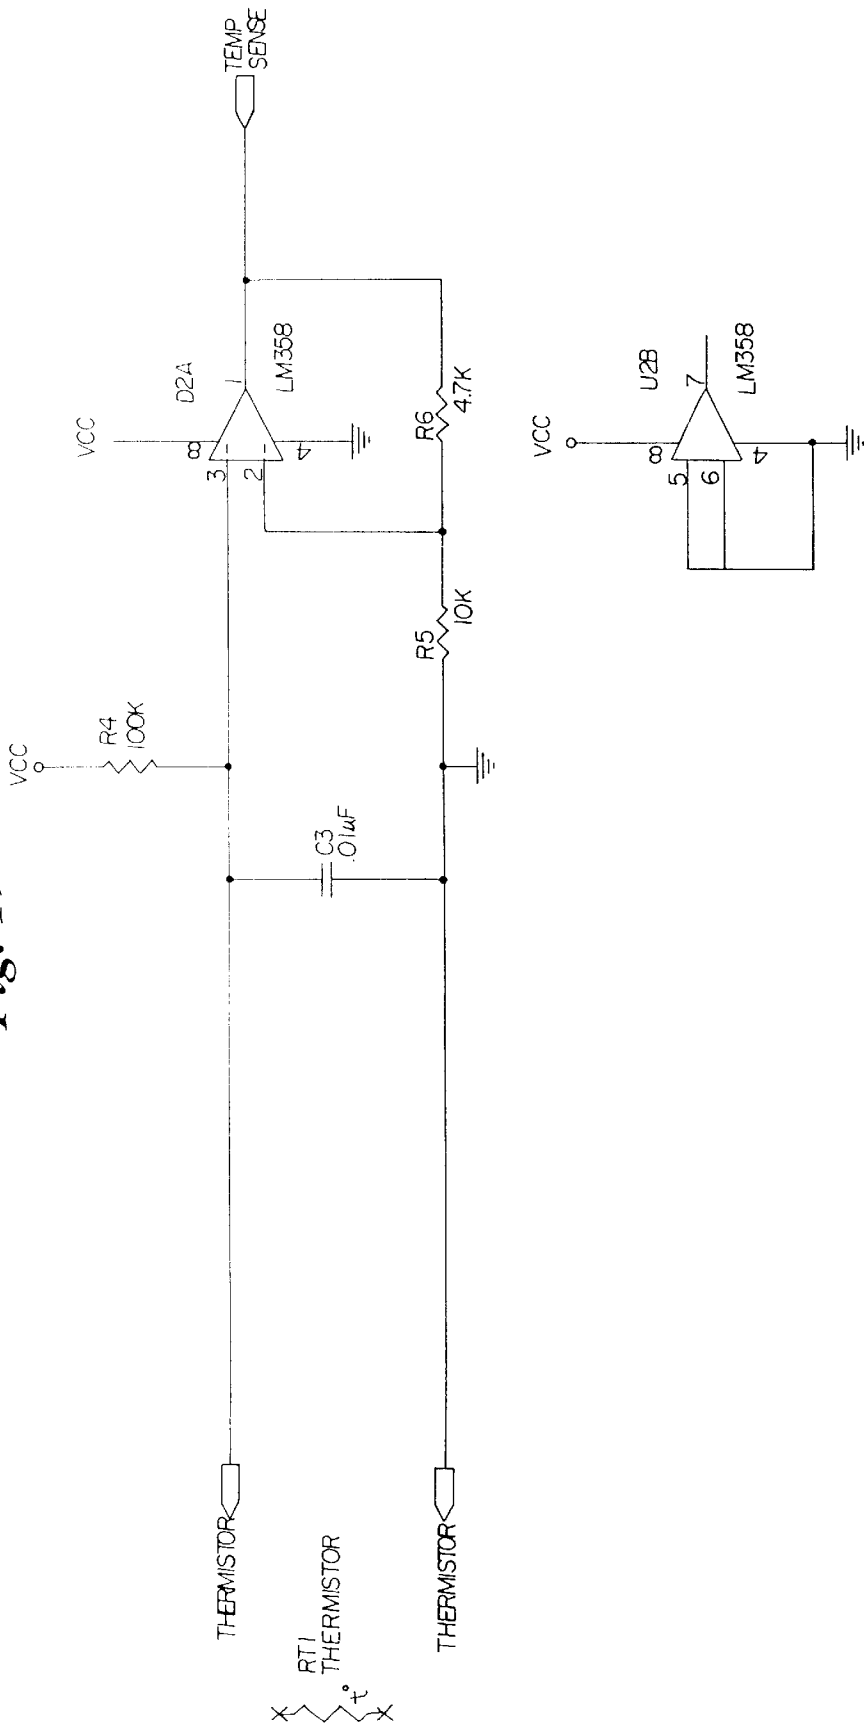 VCC
R4
100K
VCC
8
D2A
3
2
1
4
LM358
TEMP
SENSE
THERMISTOR
C3
.01uF
RT1
THERMISTOR
t°
THERMISTOR
R5
10K
R6
4.7K
VCC
8
U2B
5
6
7
4
LM358